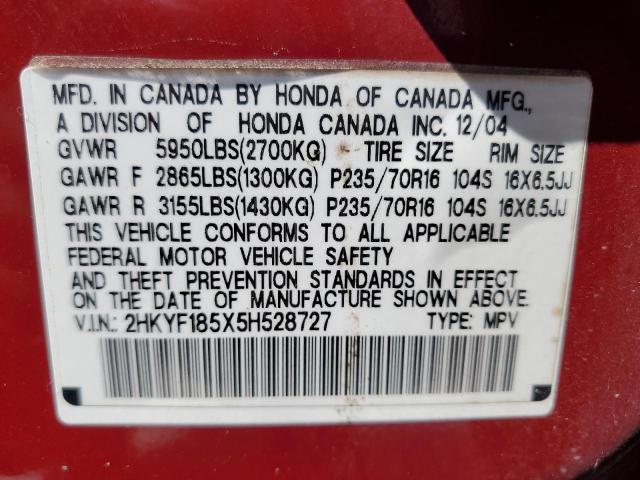 MFD. IN CANADA BY HONDA OF CANADA MFG.,
A DIVISION OF HONDA CANADA INC. 12/04
GVWR 5950LBS(2700KG) TIRE SIZE RIM SIZE
GAWR F 2865LBS(1300KG) P235/70R16 104S 16X6.5JJ
GAWR R 3155LBS(1430KG) P235/70R16 104S 16X6.5JJ
THIS VEHICLE CONFORMS TO ALL APPLICABLE
FEDERAL MOTOR VEHICLE SAFETY
AND THEFT PREVENTION STANDARDS IN EFFECT
ON THE DATE OF MANUFACTURE SHOWN ABOVE.
V.I.N.: 2HKYF185X5H528727 TYPE: MPV